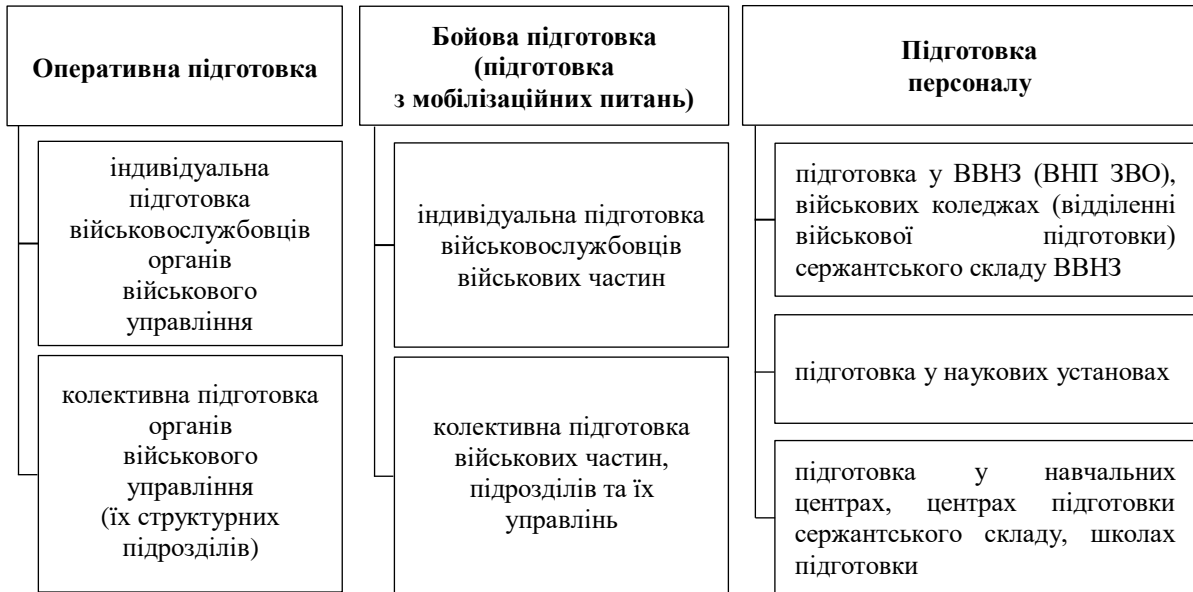 Оперативна підготовка
індивідуальна
підготовка
військовослужбовців
органів
військового
управління
колективна підготовка
органів
військового
управління
(їх структурних
підрозділів)
Бойова підготовка
(підготовка
з мобілізаційних питань)
індивідуальна підготовка
військовослужбовців
військових частин
колективна підготовка
військових частин,
підрозділів та їх
управлінь
Підготовка
персоналу
підготовка у ВВНЗ (ВНП ЗВО),
військових коледжах (відділенні
військової підготовки)
сержантського складу ВВНЗ
підготовка у наукових установах
підготовка у навчальних
центрах, центрах підготовки
сержантського складу, школах
підготовки